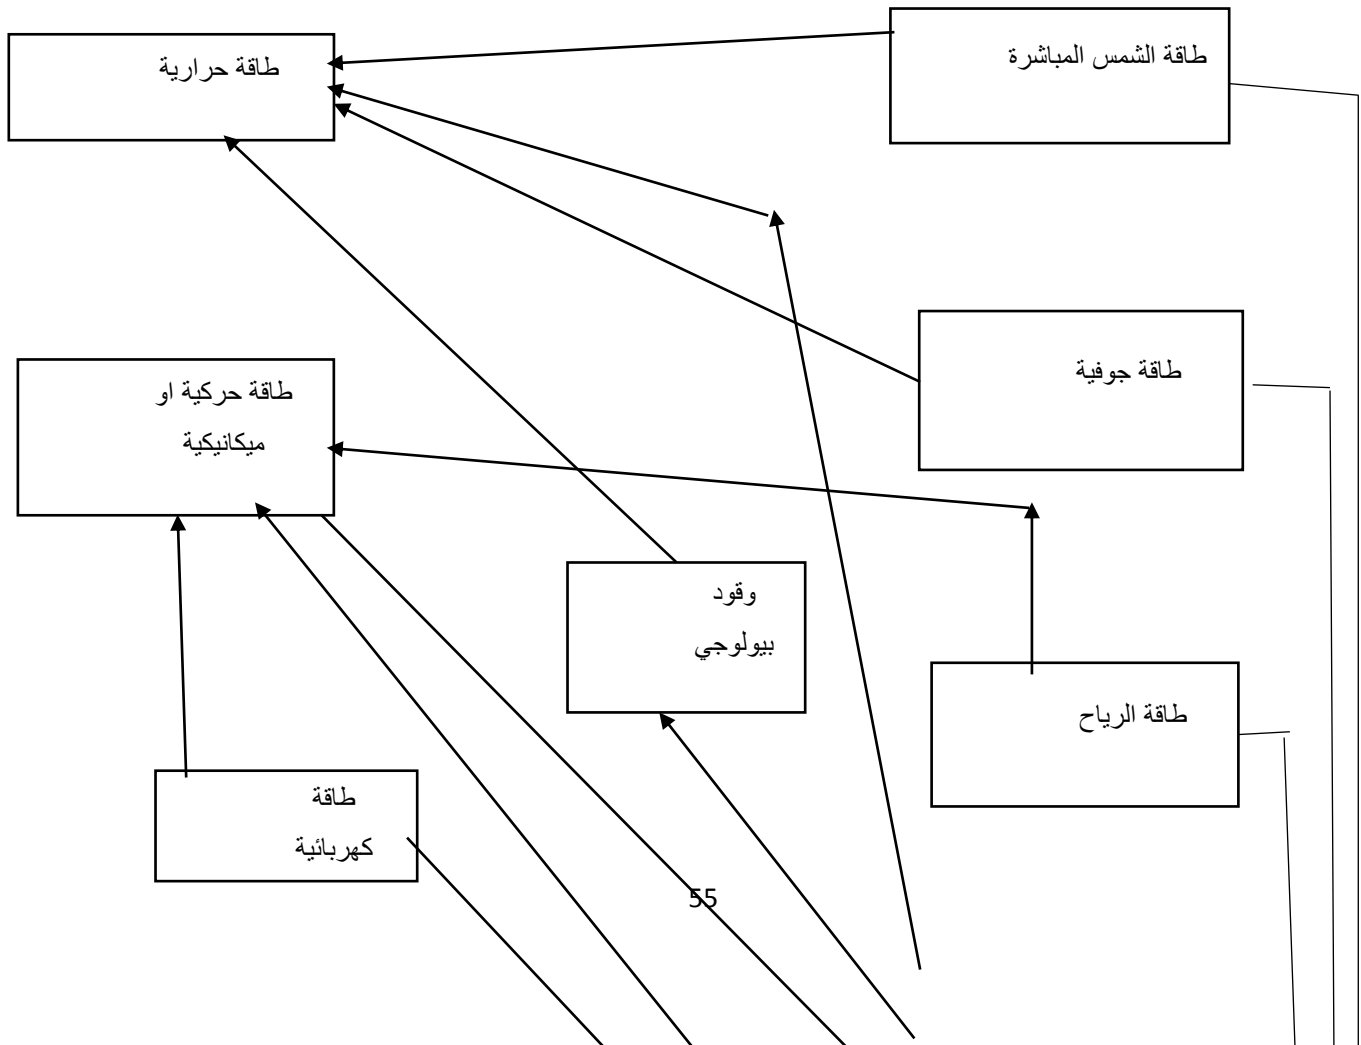 طاقة الشمس المباشرة
طاقة حرارية
طاقة جوفية
طاقة حركية او
ميكانيكية
وقود
بيولوجي
طاقة الرياح
طاقة
كهربائية
55